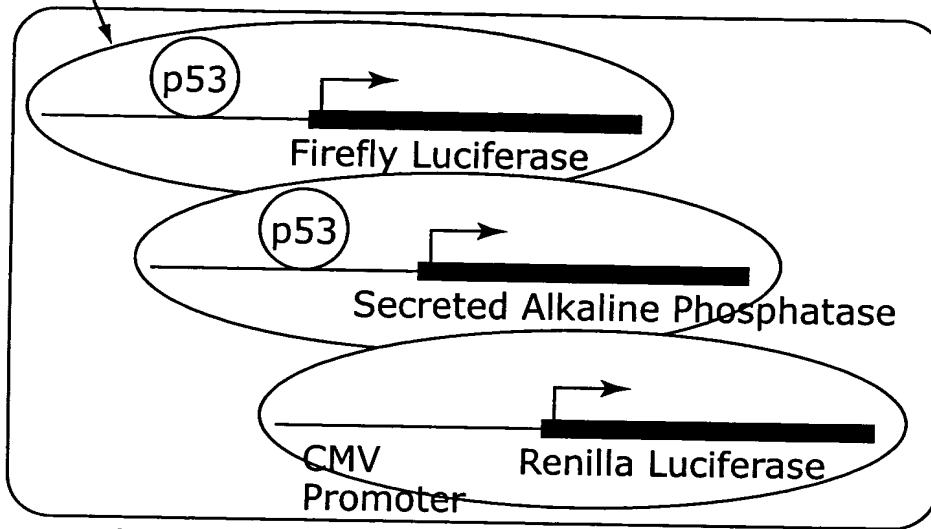 p53
Firefly Luciferase
p53
Secreted Alkaline Phosphatase
CMV
Promoter
Renilla Luciferase